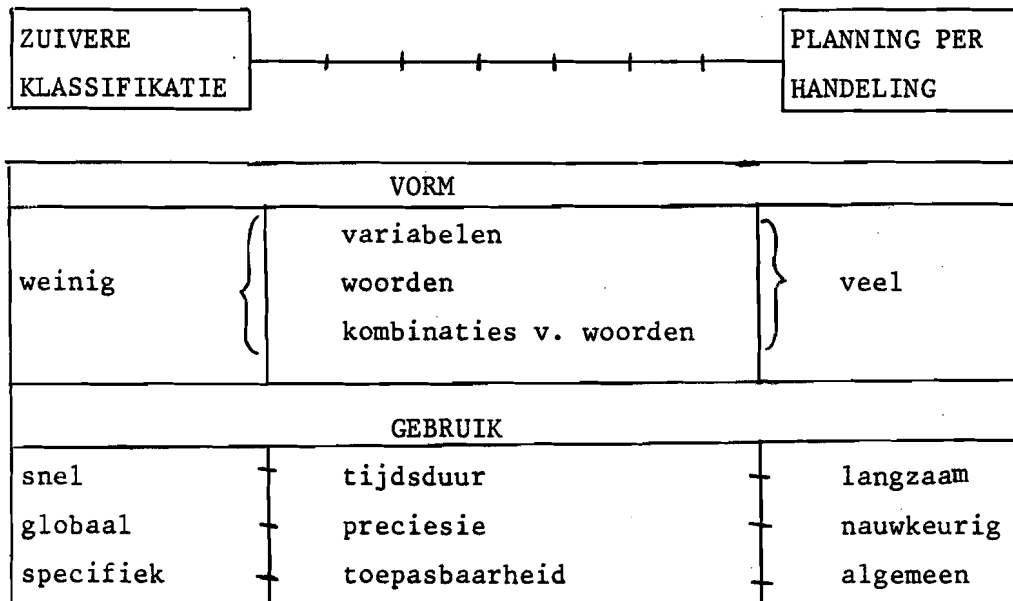 ZUIVERE PLANNING PER
KLASSIFIKATIE HANDELING
VORM
variabelen
weinig woorden veel
kombinaties v. woorden
GEBRUIK
snel tijdsduur langzaam
globaal preciesie nauwkeurig
specifiek toepasbaarheid algemeen